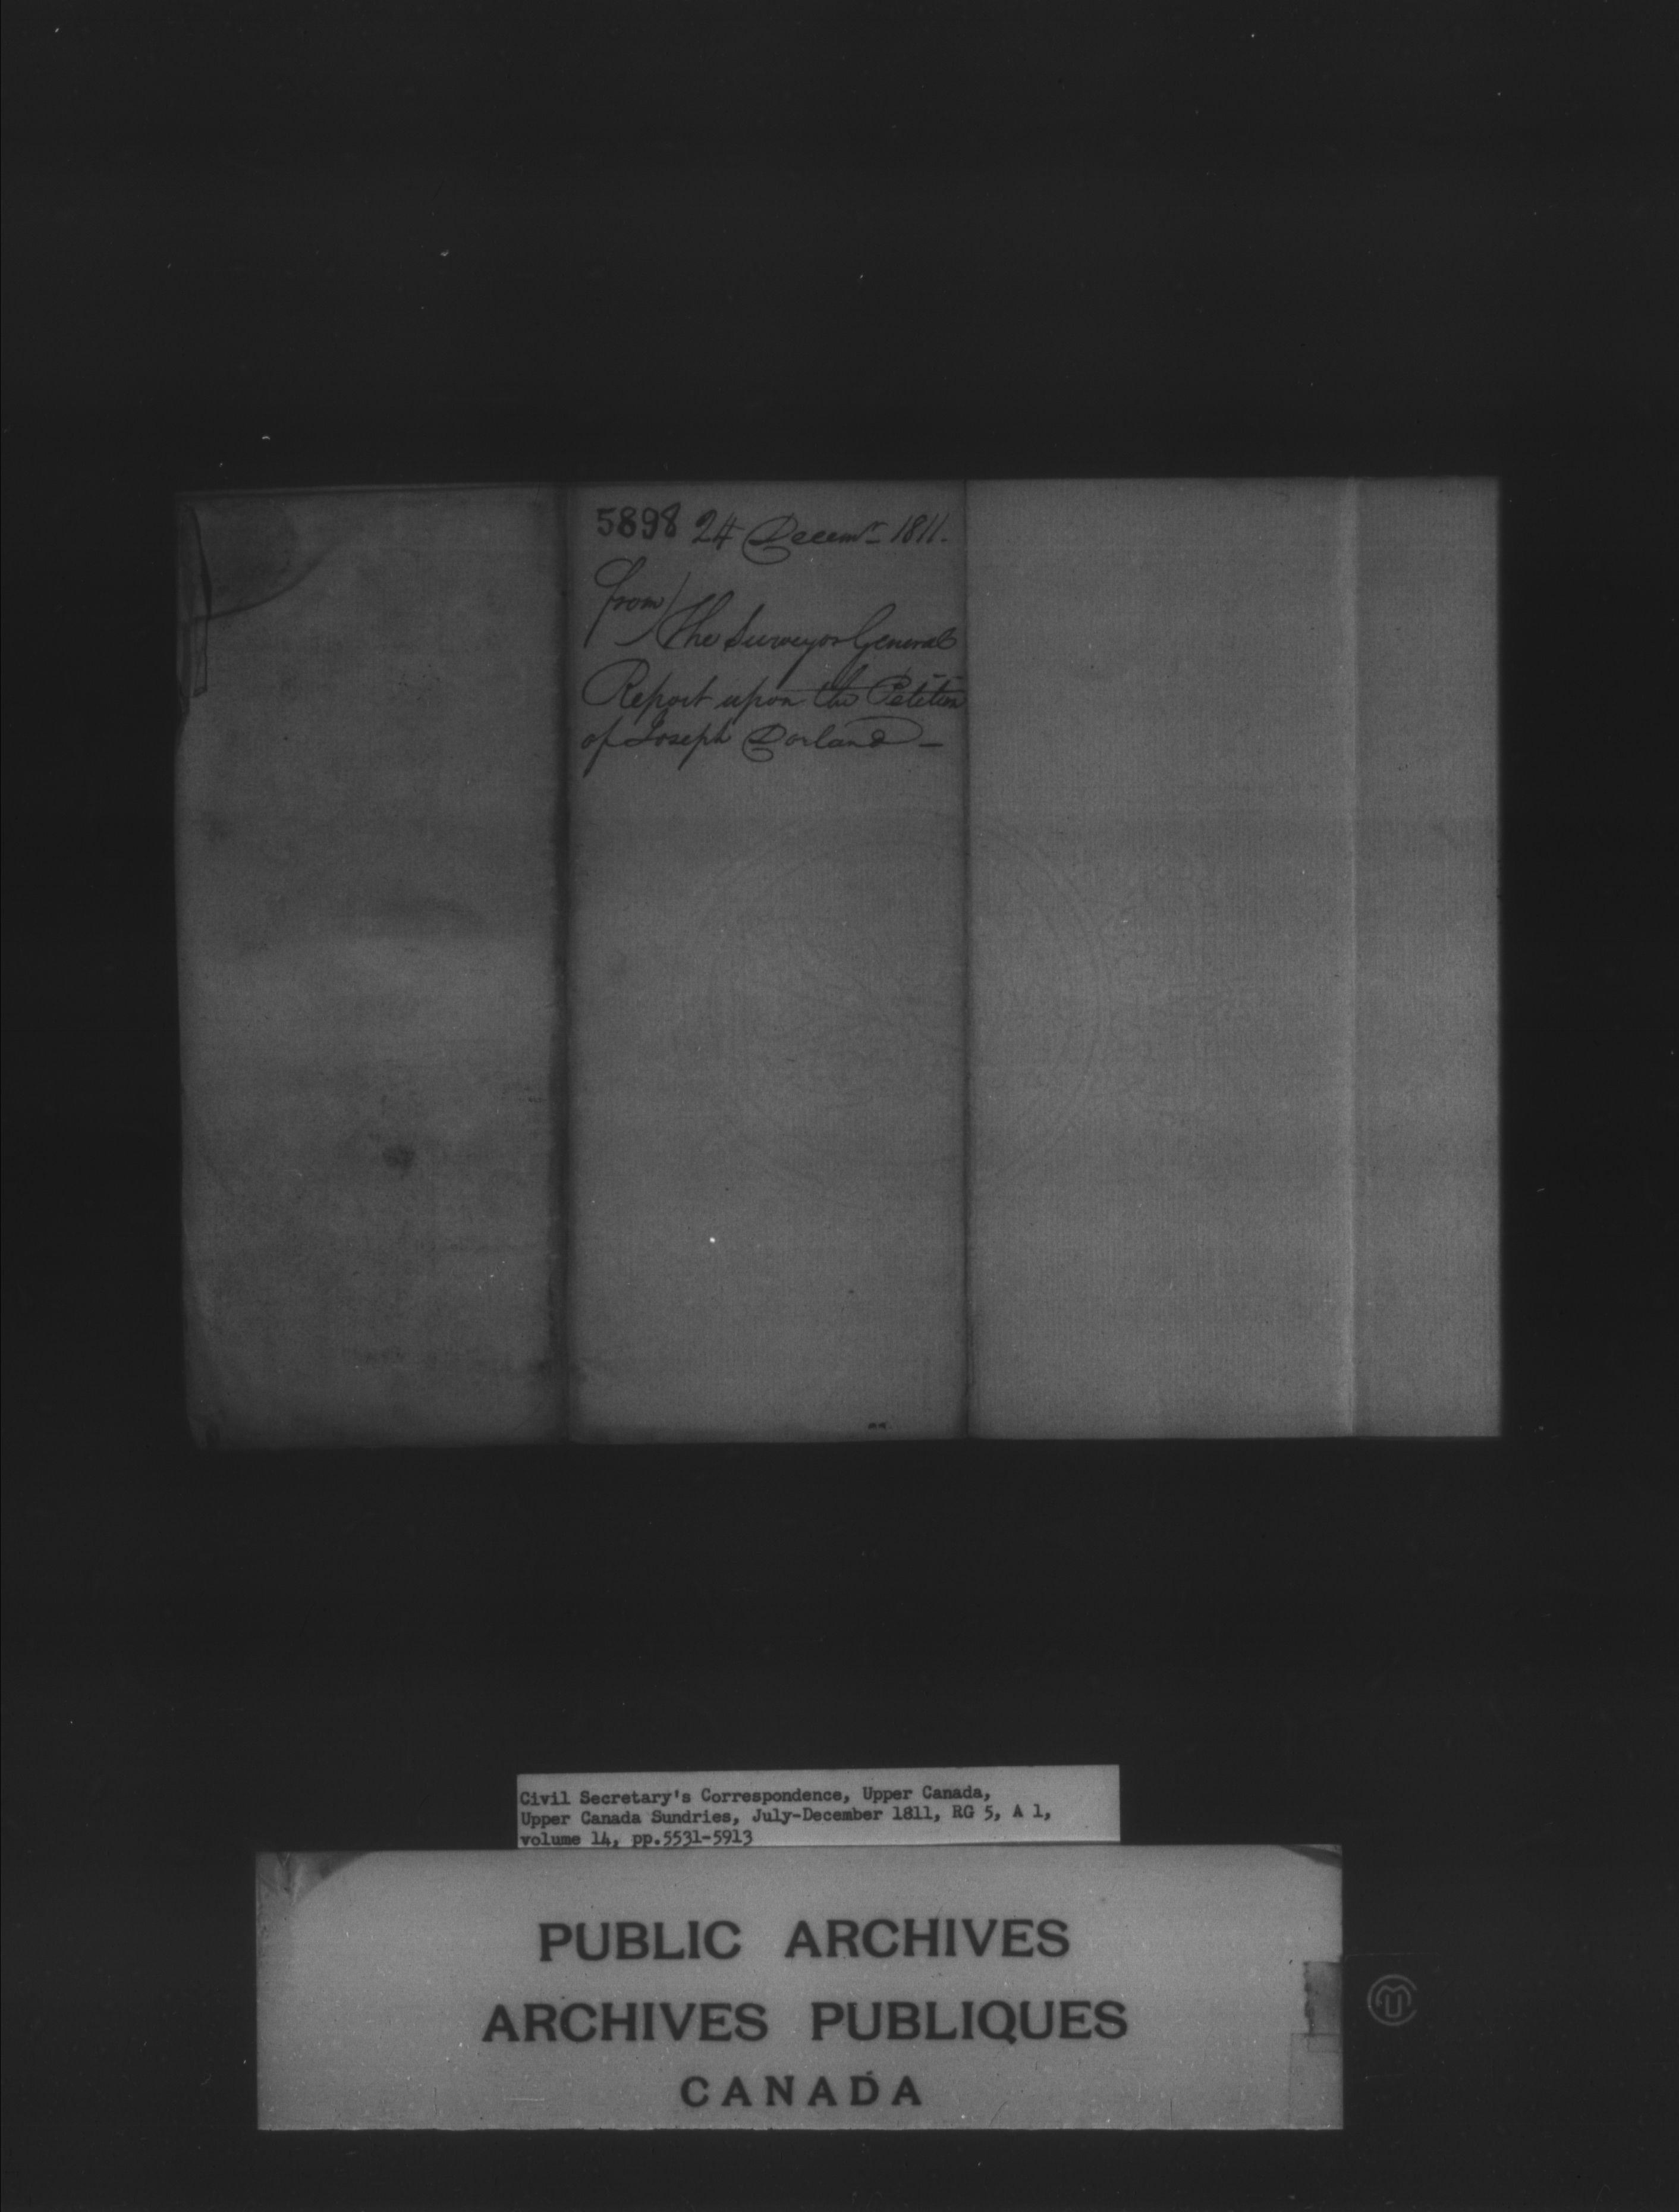 5898 24 Decemr 1811.
from/
The Surveyor General
Report upon the Petition
of Joseph Dorland –
Civil Secretary's Correspondence, Upper Canada,
Upper Canada Sundries, July-December 1811, RG 5, A 1,
volume 14, pp.5531-5913
PUBLIC ARCHIVES
ARCHIVES PUBLIQUES
CANADA